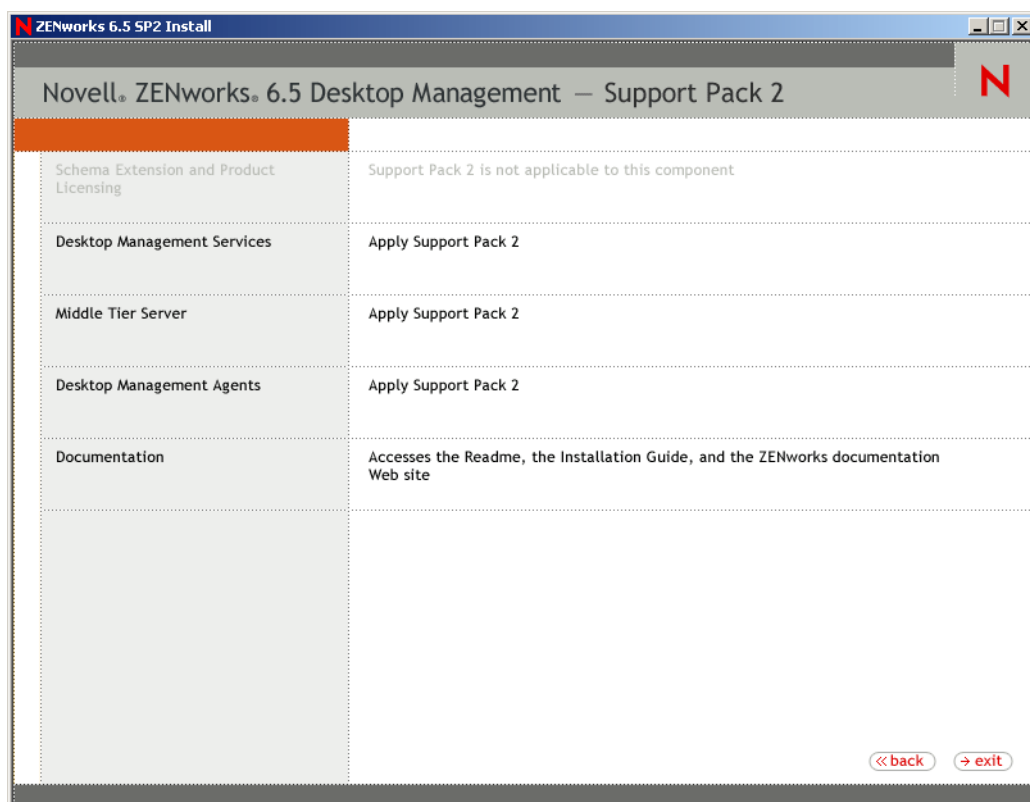 ZENworks 6.5 SP2 Install
Novell® ZENworks® 6.5 Desktop Management — Support Pack 2
N
Schema Extension and Product
Licensing
Support Pack 2 is not applicable to this component
Desktop Management Services
Apply Support Pack 2
Middle Tier Server
Apply Support Pack 2
Desktop Management Agents
Apply Support Pack 2
Documentation
Accesses the Readme, the Installation Guide, and the ZENworks documentation
Web site
« back
→ exit